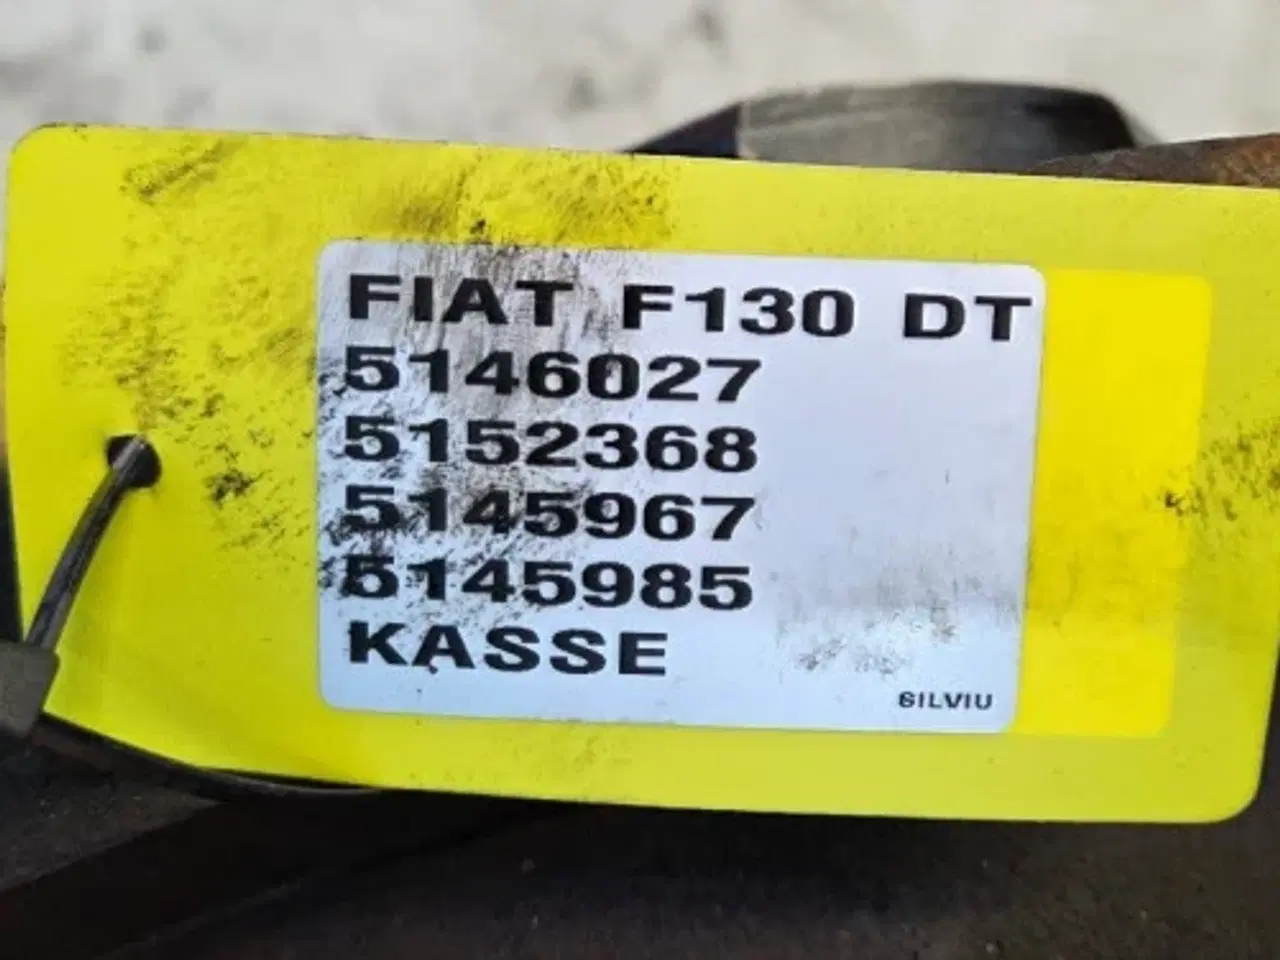 FIAT F130 DT
5146027
5152368
5145967
5145985
KASSE
SILVIU